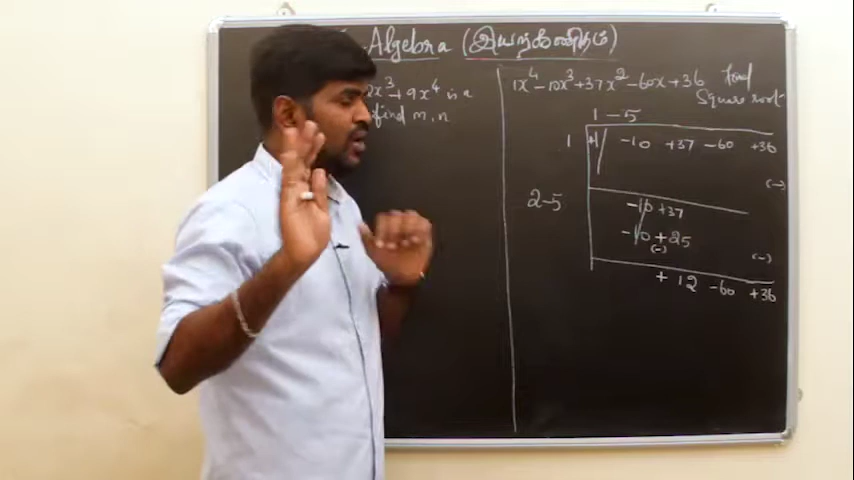 Algebra (இயற்கணிதம்)
x³+9x⁴ is a
find m, n
1x⁴-10x³+37x²-60x+36 find
Square root
1 -5
1 +1 -10 +37 -60 +36
(-)
2-5 -10+37
-10+25
(-) (-)
+12 -60 +36